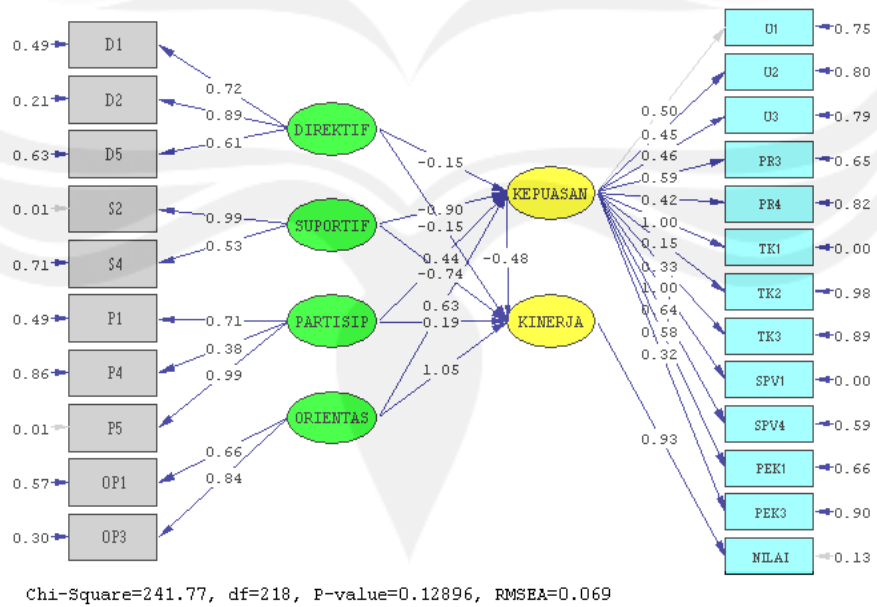 0.49 D1
0.21 D2
0.63 D5
0.01 S2
0.71 S4
0.49 P1
0.86 P4
0.01 P5
0.57 OP1
0.30 OP3
0.72
0.89
0.61
0.99
0.53
0.71
0.38
0.99
0.66
0.84
DIREKTIF
SUPORTIF
PARTISIP
ORIENTAS
-0.15
-0.90
-0.15
0.44
-0.74
0.63
0.19
1.05
-0.48
KEPUASAN
KINERJA
0.50
0.45
0.46
0.59
0.42
1.00
0.15
0.33
1.00
0.64
0.58
0.32
0.93
U1 0.75
U2 0.80
U3 0.79
PR3 0.65
PR4 0.82
TK1 0.00
TK2 0.98
TK3 0.89
SPV1 0.00
SPV4 0.59
PEK1 0.66
PEK3 0.90
NILAI 0.13
Chi-Square=241.77, df=218, P-value=0.12896, RMSEA=0.069